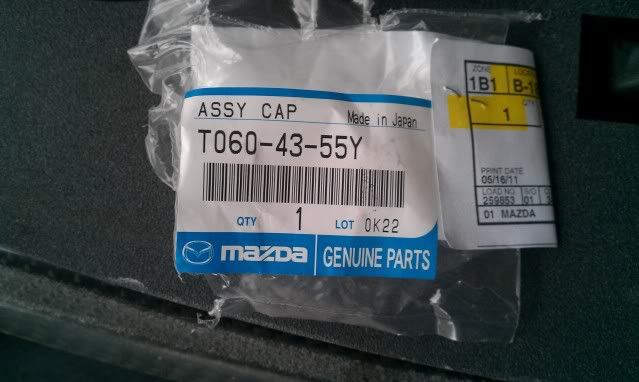 ASSY CAP
Made in Japan
T060-43-55Y
QTY 1 LOT 0K22
mazda GENUINE PARTS
ZONE
1B1
QTY
1
PRINT DATE
05/16/11
LOAD NO. S/O
259853 01
01 MAZDA